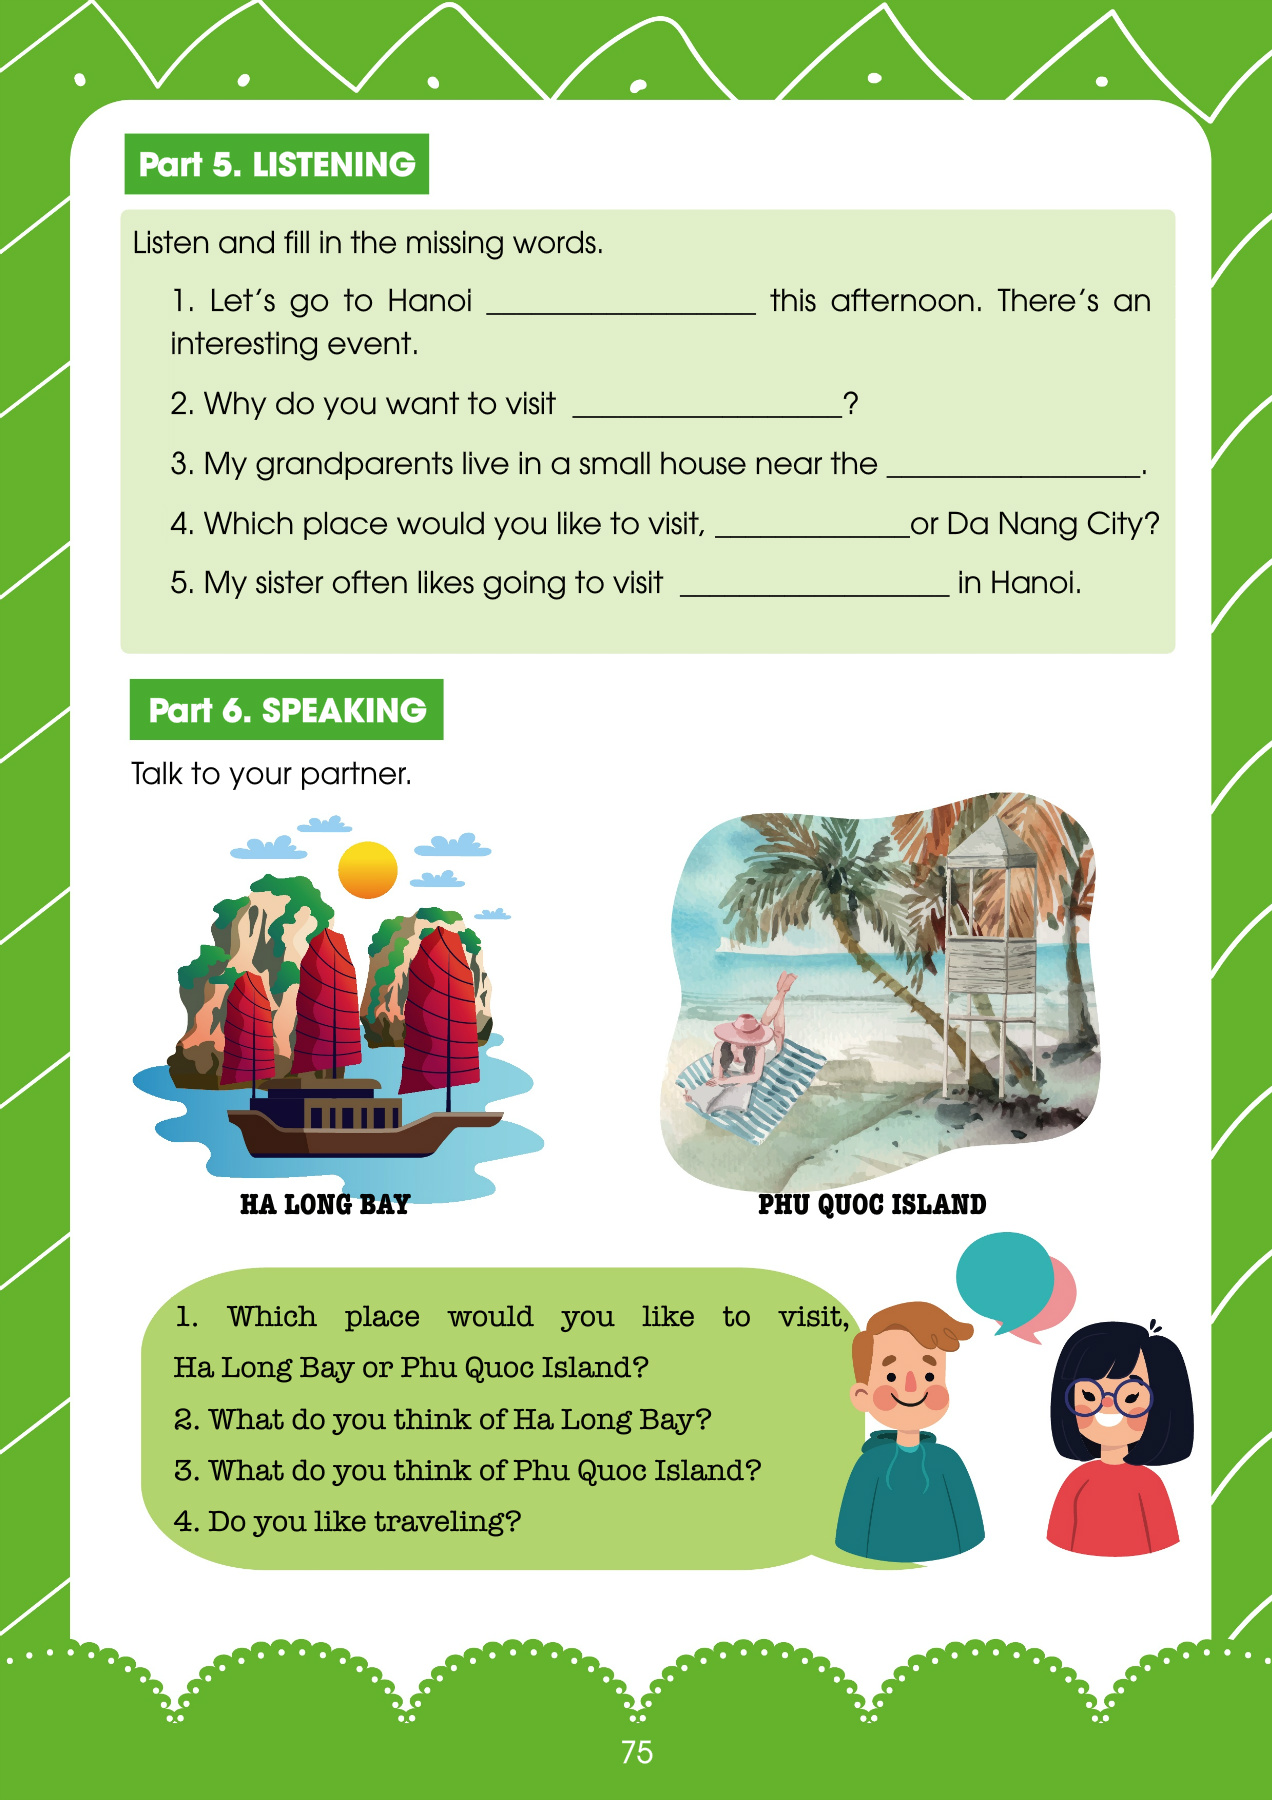 Part 5. LISTENING
Listen and fill in the missing words.
1. Let’s go to Hanoi __________________ this afternoon. There’s an
interesting event.
2. Why do you want to visit __________________?
3. My grandparents live in a small house near the _________________.
4. Which place would you like to visit, _____________or Da Nang City?
5. My sister often likes going to visit __________________ in Hanoi.
Part 6. SPEAKING
Talk to your partner.
HA LONG BAY
PHU QUOC ISLAND
1. Which place would you like to visit,
Ha Long Bay or Phu Quoc Island?
2. What do you think of Ha Long Bay?
3. What do you think of Phu Quoc Island?
4. Do you like traveling?
75